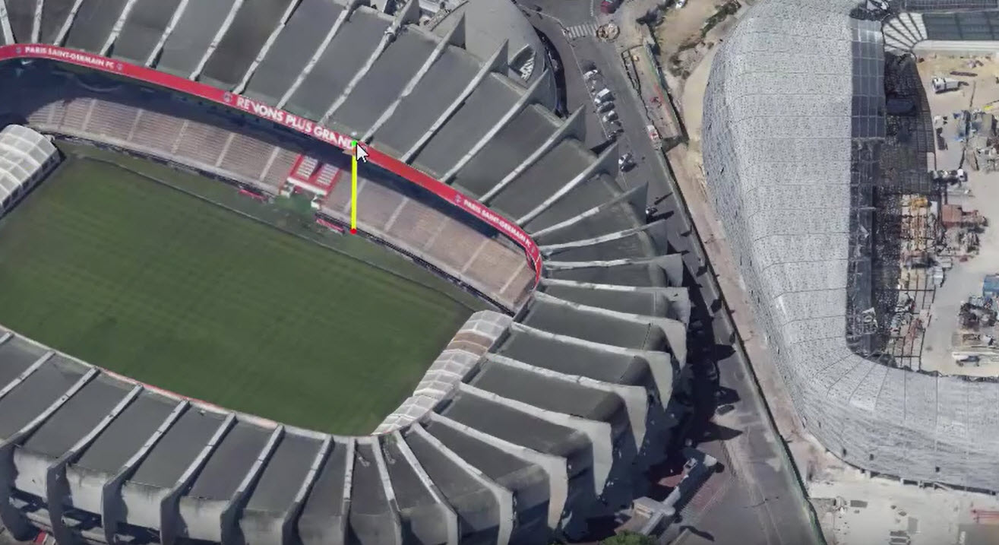 PARIS SAINT-GERMAIN FC
RÊVONS PLUS GRAND
PARIS SAINT-GERMAIN FC